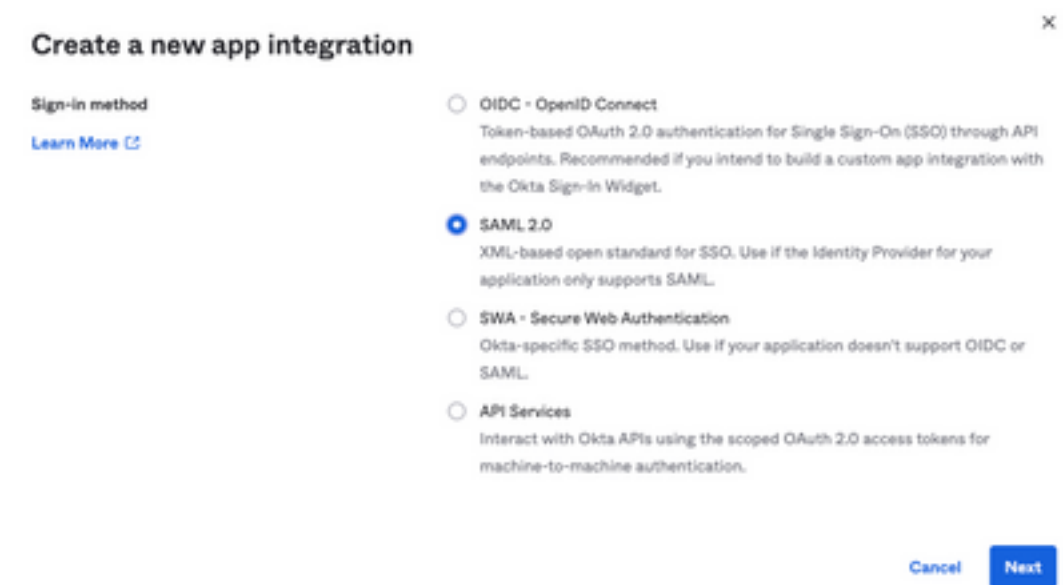 Create a new app integration
Sign-in method
Learn More
OIDC - OpenID Connect
Token-based OAuth 2.0 authentication for Single Sign-On (SSO) through API
endpoints. Recommended if you intend to build a custom app integration with
the Okta Sign-In Widget.
SAML 2.0
XML-based open standard for SSO. Use if the Identity Provider for your
application only supports SAML.
SWA - Secure Web Authentication
Okta-specific SSO method. Use if your application doesn't support OIDC or
SAML.
API Services
Interact with Okta APIs using the scoped OAuth 2.0 access tokens for
machine-to-machine authentication.
Cancel
Next